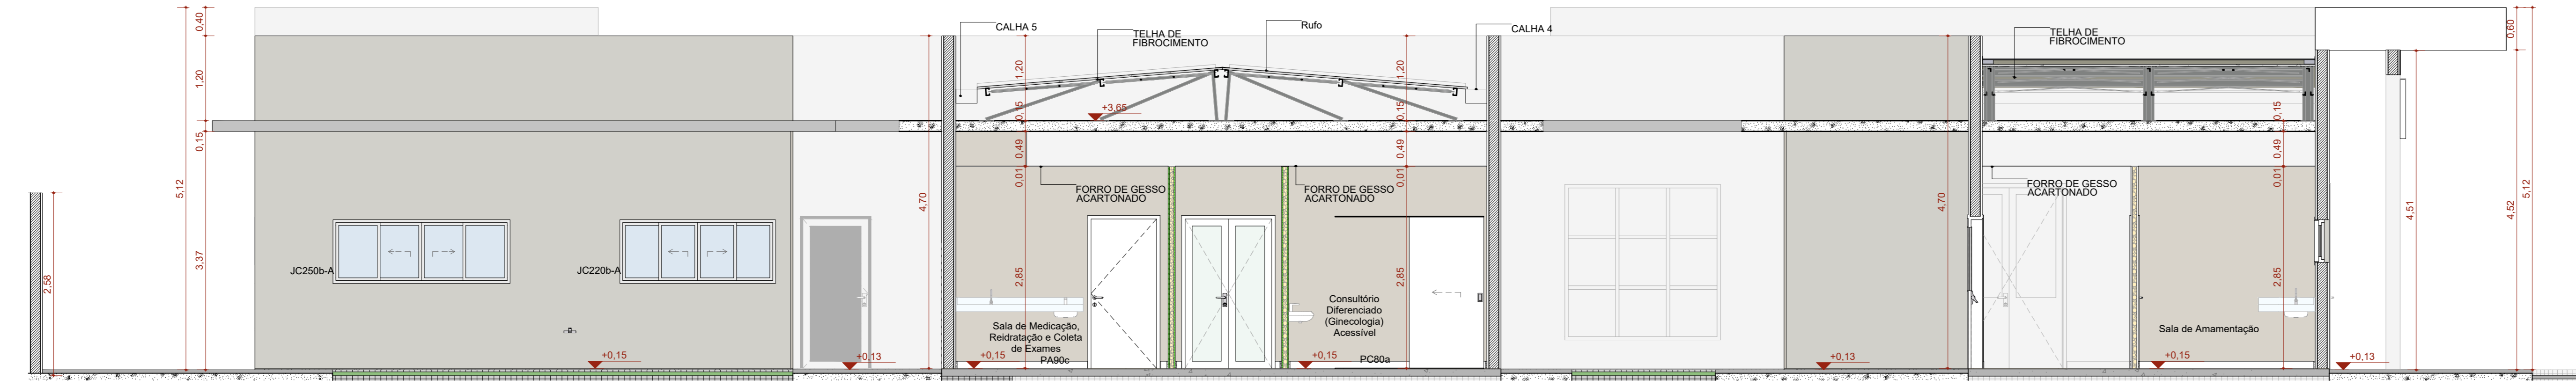 0,40
1,20
0,15
5,12
3,37
2,58
JC250b-A
JC220b-A
+0,15
+0,13
4,70
CALHA 5
TELHA DE
FIBROCIMENTO
Rufo
CALHA 4
1,20
0,15
+3,65
1,20
0,15
0,49
0,01
0,49
0,01
FORRO DE GESSO
ACARTONADO
FORRO DE GESSO
ACARTONADO
2,85
2,85
Sala de Medicação,
Reidratação e Coleta
de Exames
PA90c
+0,15
Consultório
Diferenciado
(Ginecologia)
Acessível
+0,15
PC80a
4,70
+0,13
TELHA DE
FIBROCIMENTO
0,15
0,49
0,01
FORRO DE GESSO
ACARTONADO
2,85
Sala de Amamentação
+0,15
+0,13
0,60
4,51
4,52
5,12